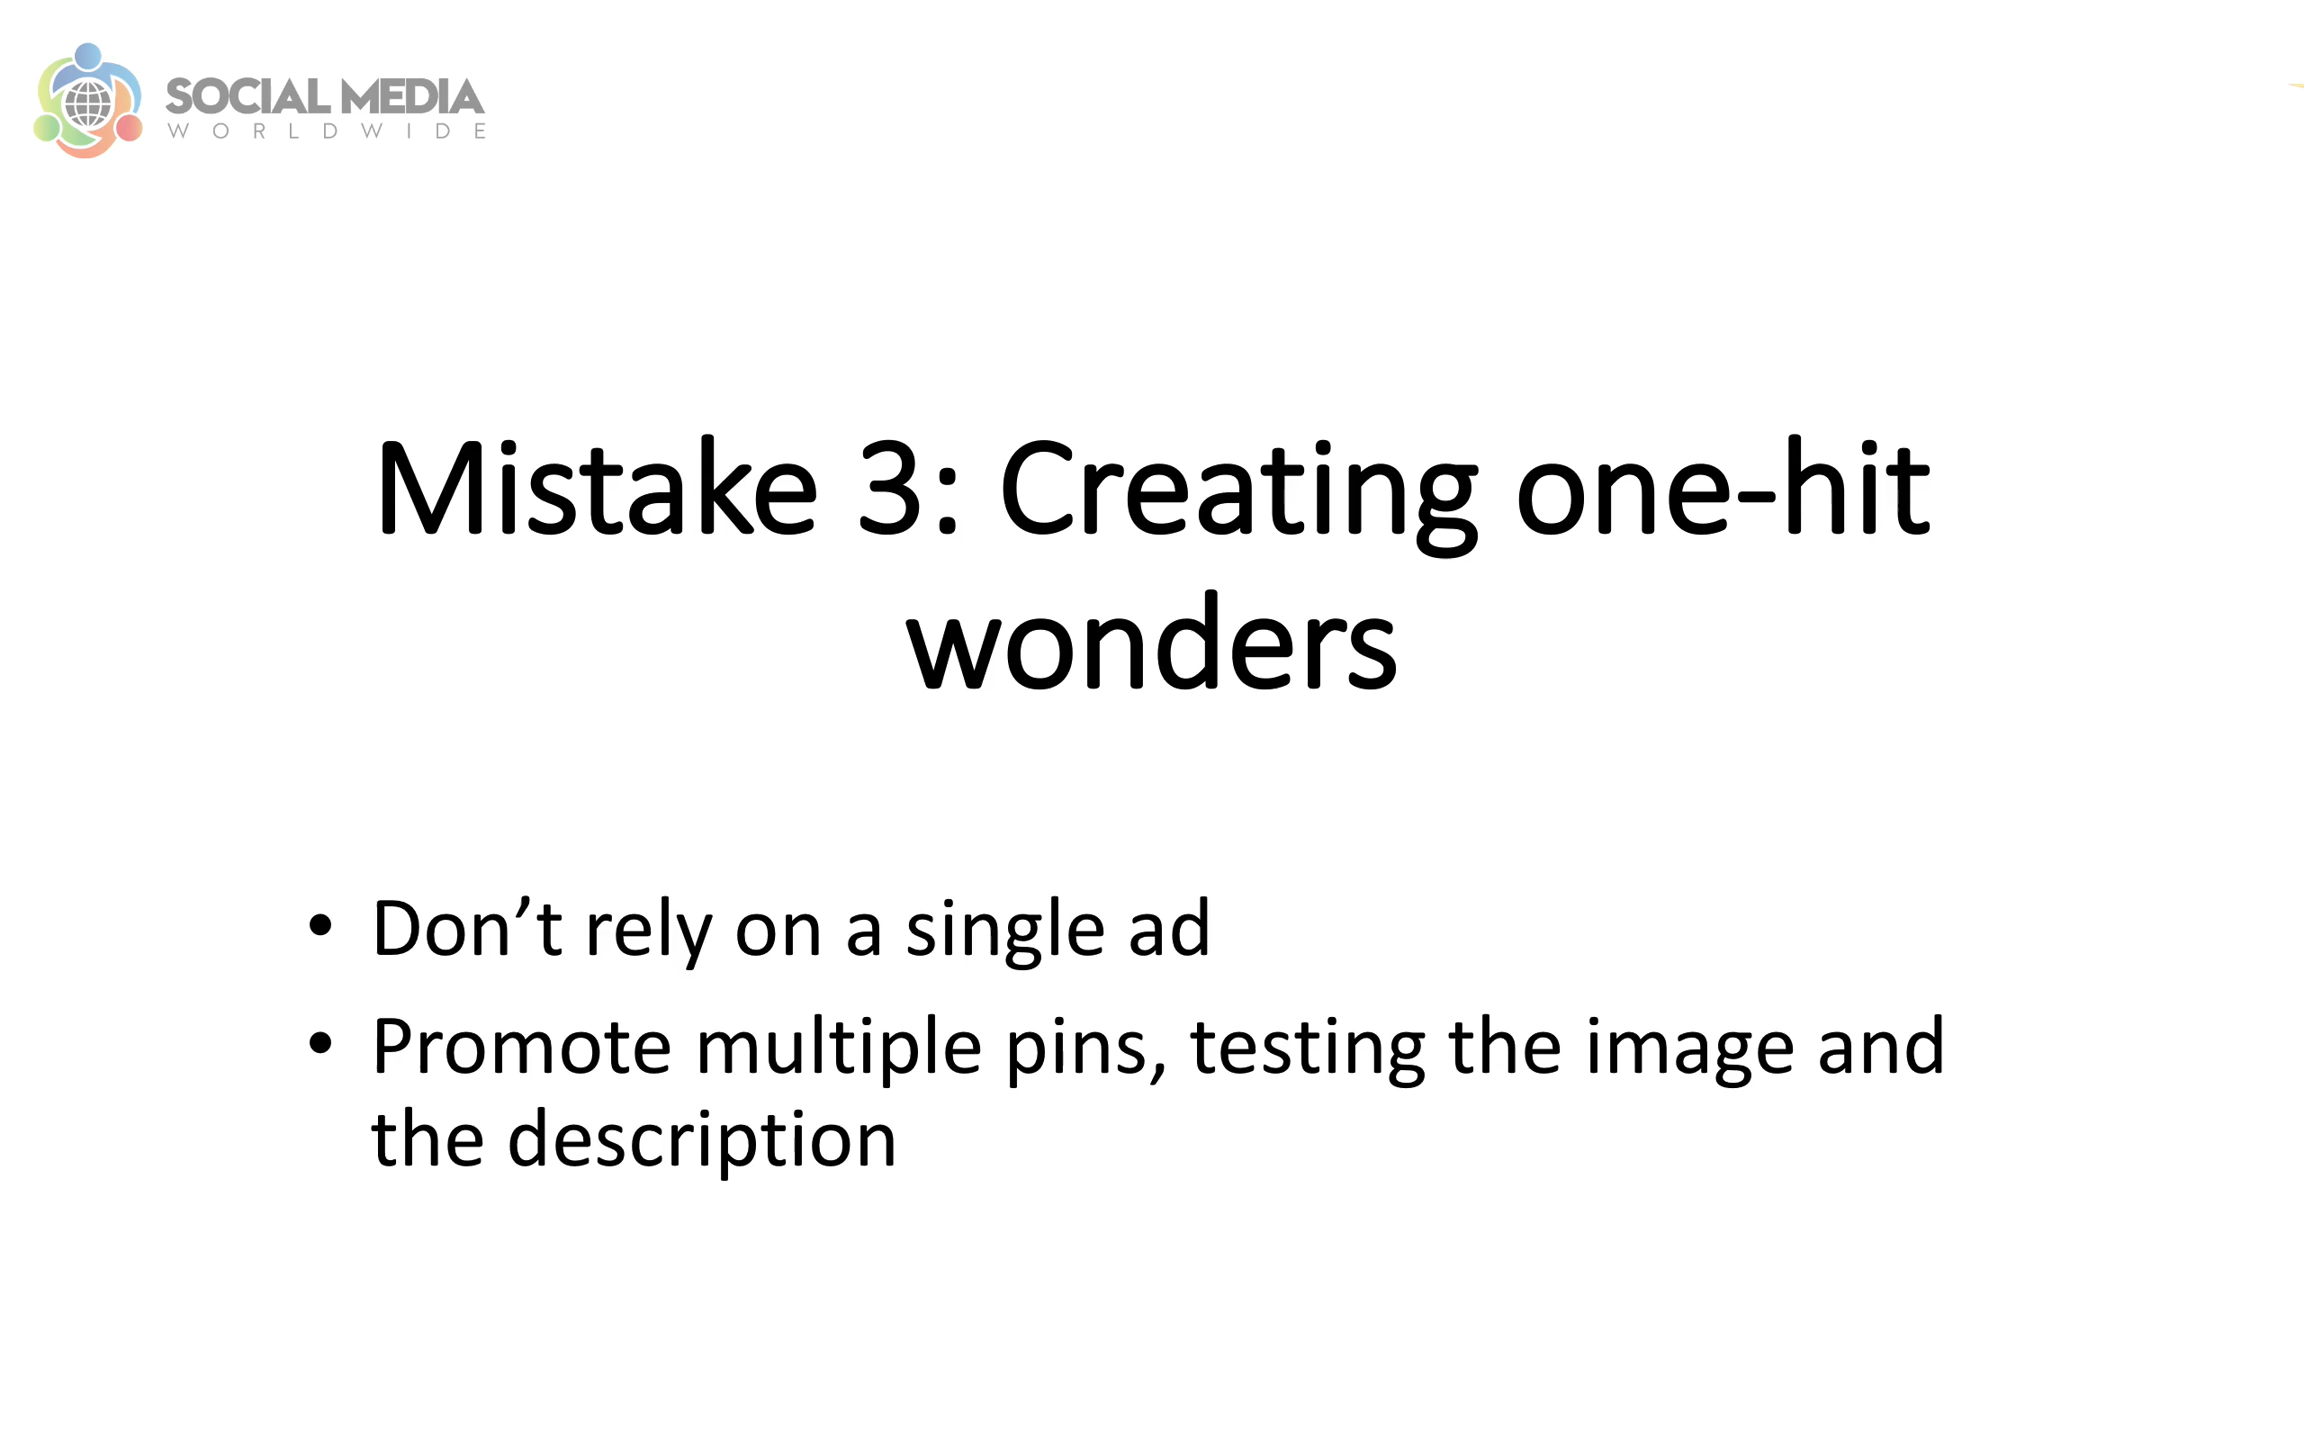 SOCIAL MEDIA
WORLDWIDE
Mistake 3: Creating one-hit
wonders
• Don’t rely on a single ad
• Promote multiple pins, testing the image and
the description